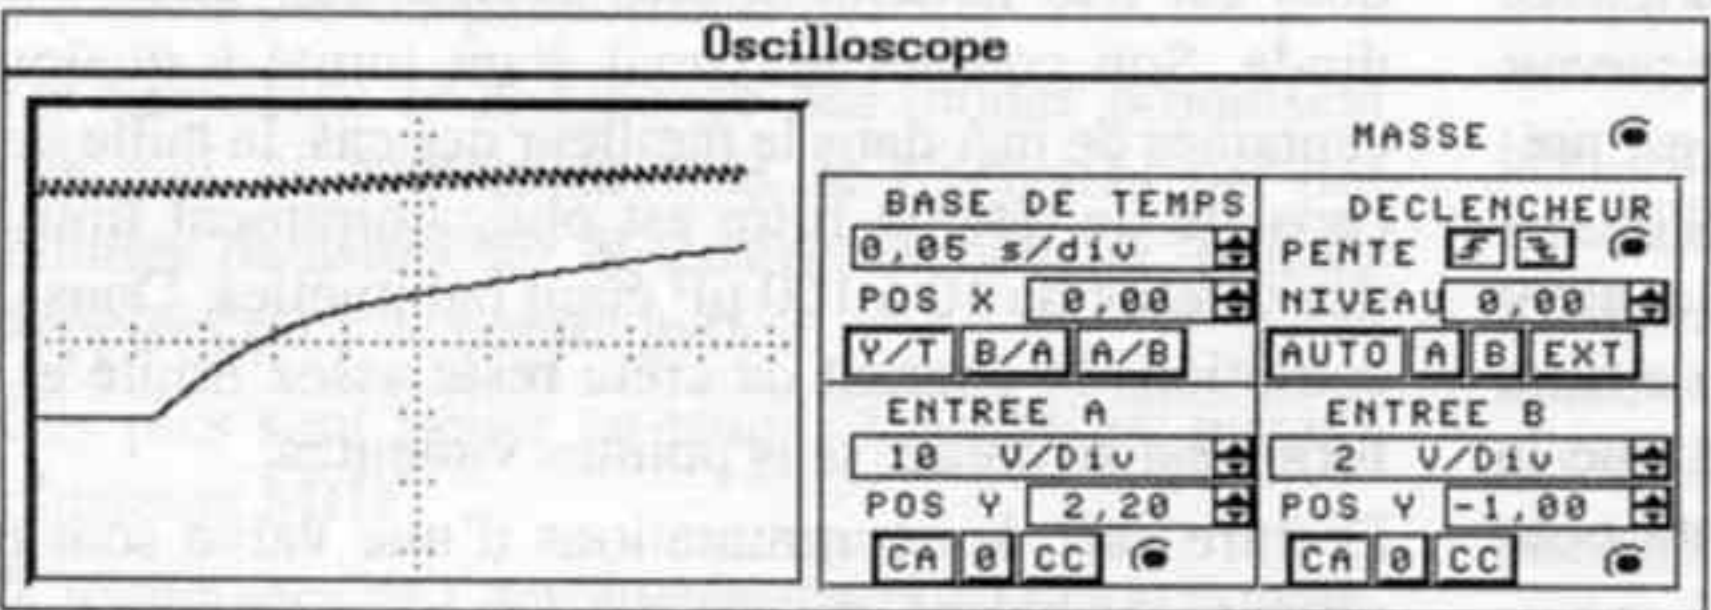 Oscilloscope
MASSE
BASE DE TEMPS
0,05 s/div
POS X 0,00
Y/T B/A A/B
DECLENCHEUR
PENTE
NIVEAU 0,00
AUTO A B EXT
ENTREE A
10 V/Div
POS Y 2,20
CA 0 CC
ENTREE B
2 V/Div
POS Y -1,00
CA 0 CC